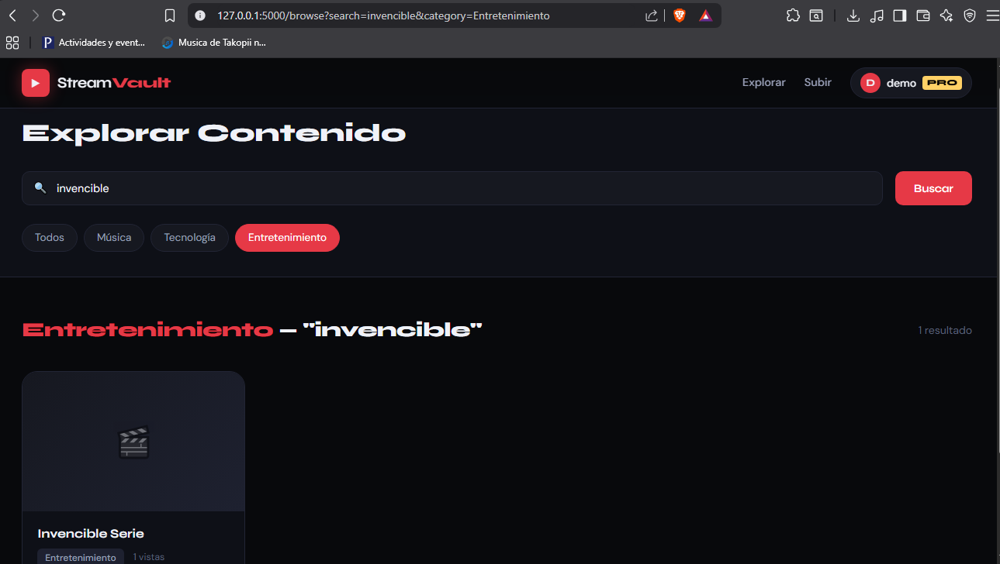 127.0.0.1:5000/browse?search=invencible&category=Entretenimiento
P Actividades y event...
Musica de Takopii n...
StreamVault
Explorar
Subir
D demo PRO
Explorar Contenido
invencible
Buscar
Todos
Música
Tecnología
Entretenimiento
Entretenimiento — "invencible"
1 resultado
Invencible Serie
Entretenimiento
1 vistas